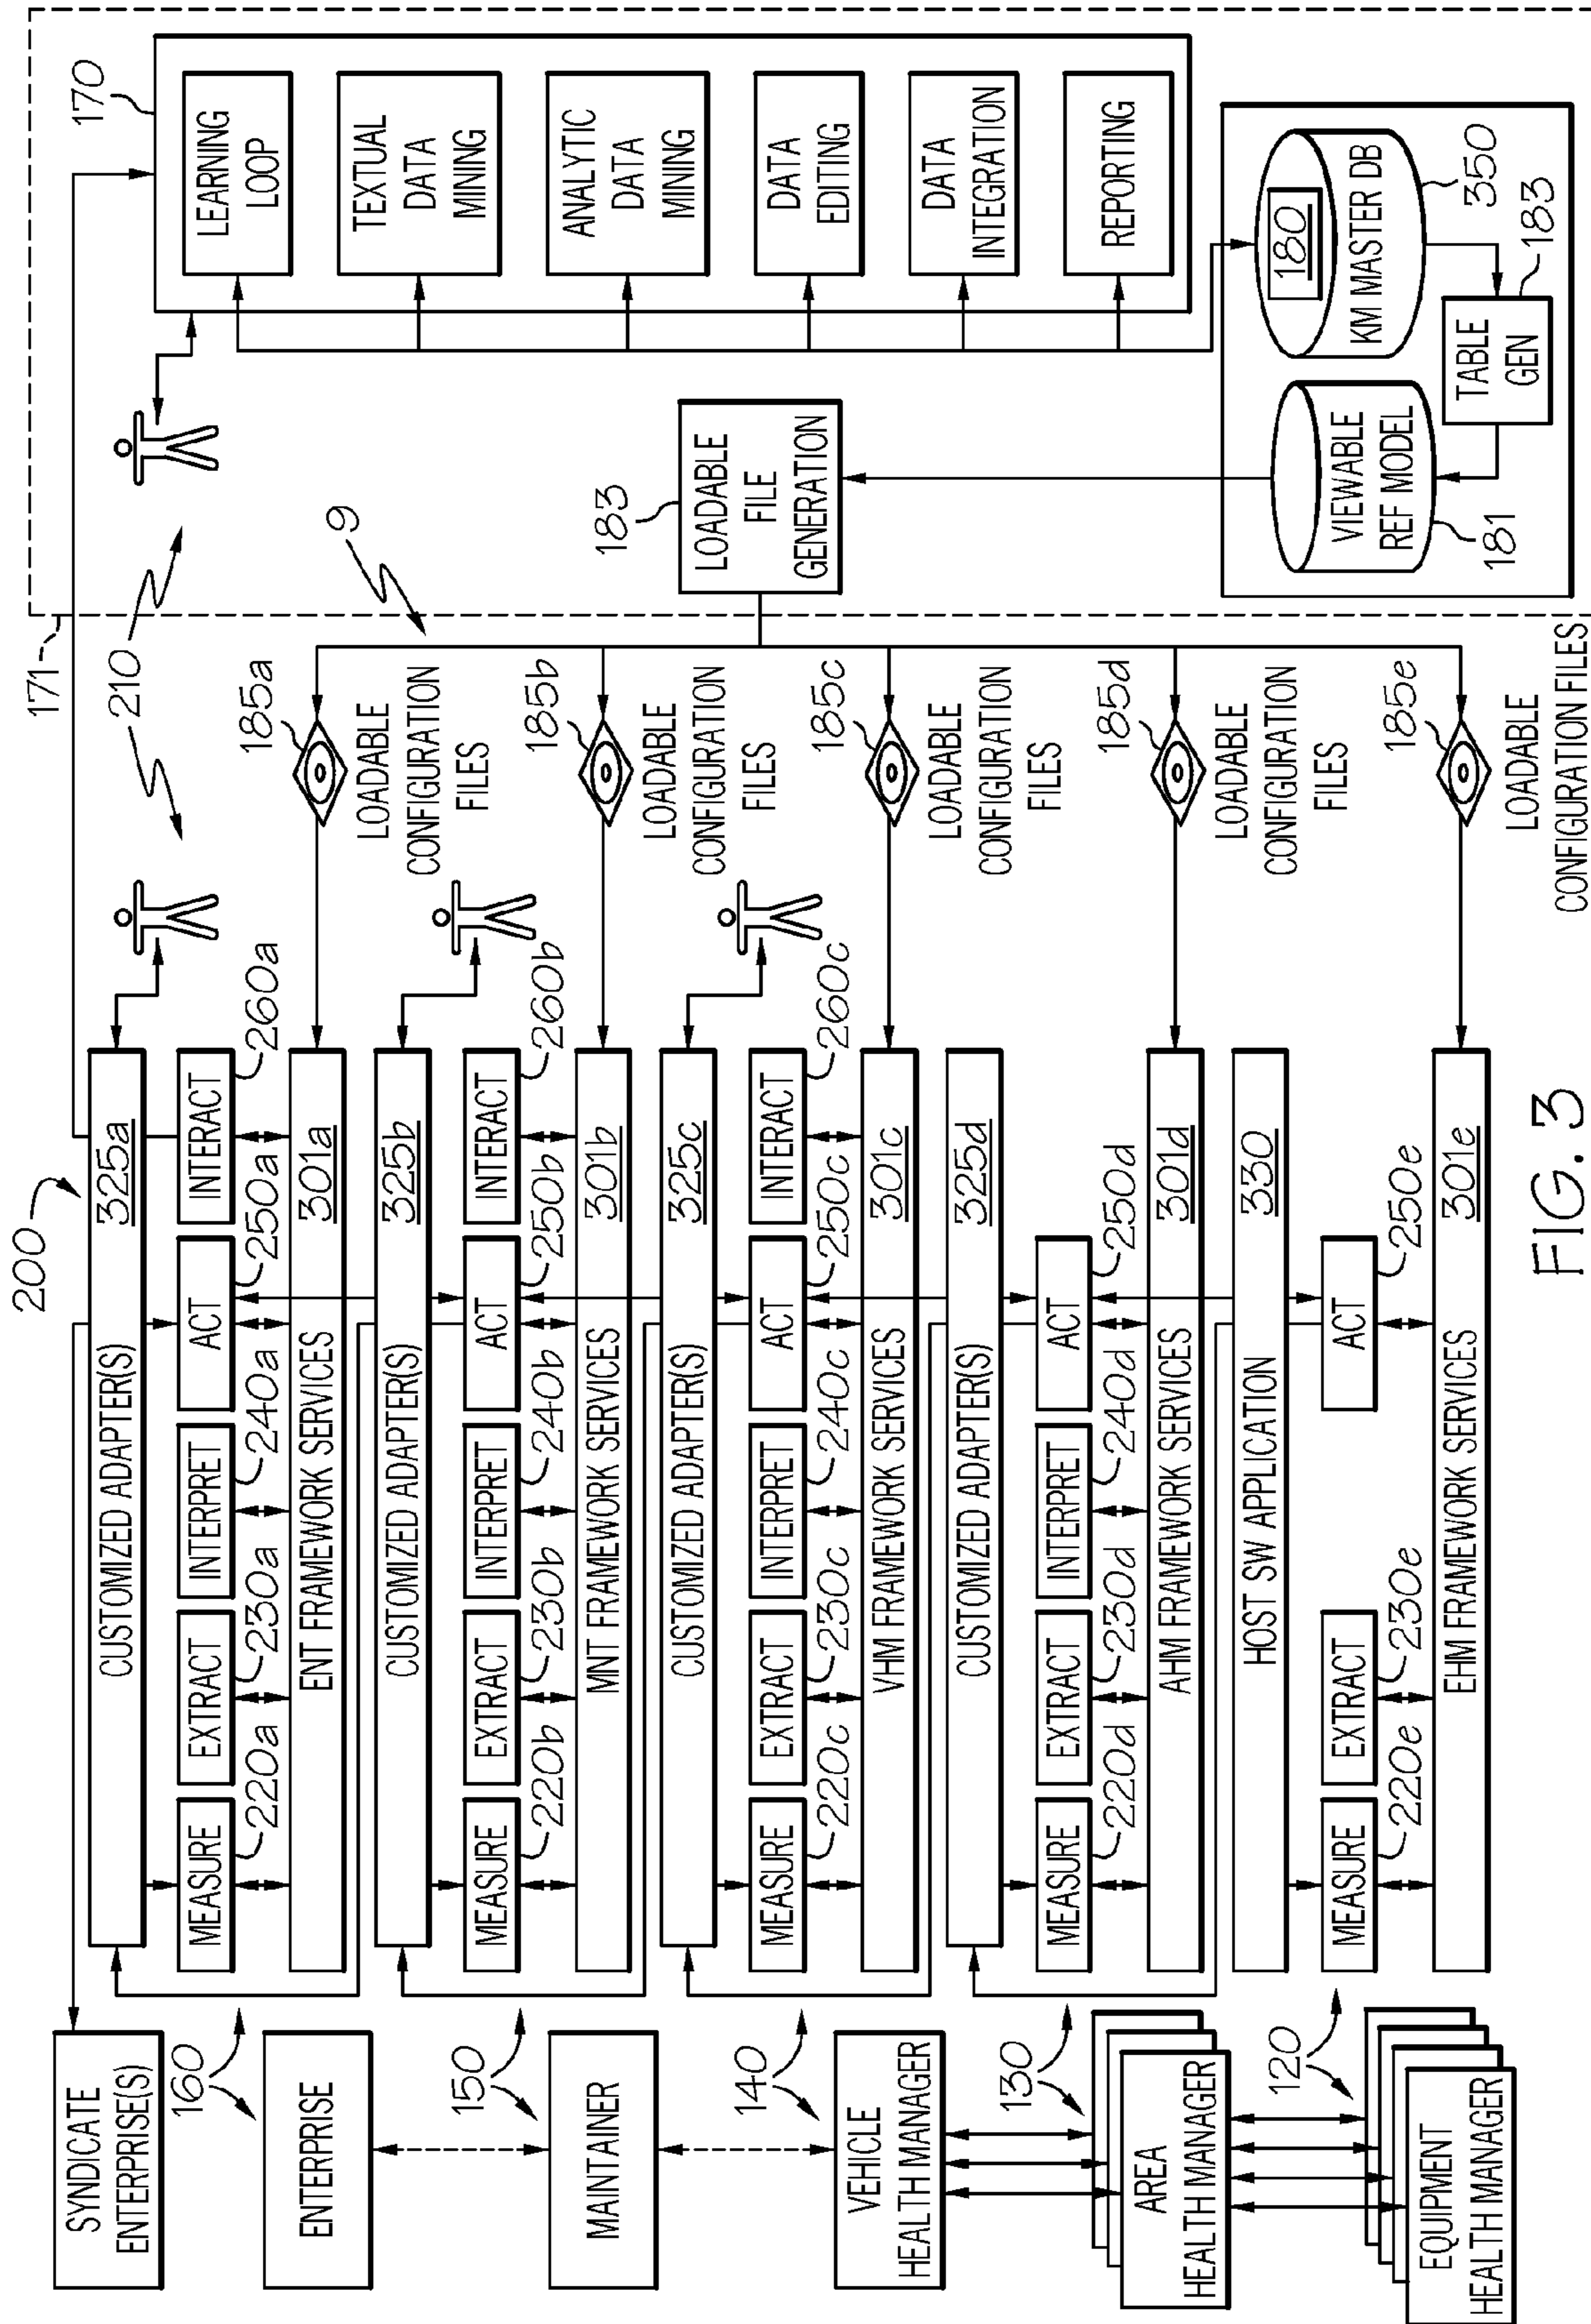 200
SYNDICATE
ENTERPRISE(S)
160
ENTERPRISE
150
MAINTAINER
140
VEHICLE
HEALTH MANAGER
130
AREA
HEALTH MANAGER
120
EQUIPMENT
HEALTH MANAGER
CUSTOMIZED ADAPTER(S) 325a
MEASURE EXTRACT INTERPRET ACT INTERACT
220a 230a 240a 250a 260a
ENT FRAMEWORK SERVICES 301a
CUSTOMIZED ADAPTER(S) 325b
MEASURE EXTRACT INTERPRET ACT INTERACT
220b 230b 240b 250b 260b
MNT FRAMEWORK SERVICES 301b
CUSTOMIZED ADAPTER(S) 325c
MEASURE EXTRACT INTERPRET ACT INTERACT
220c 230c 240c 250c 260c
VHM FRAMEWORK SERVICES 301c
CUSTOMIZED ADAPTER(S) 325d
MEASURE EXTRACT INTERPRET ACT
220d 230d 240d 250d
AHM FRAMEWORK SERVICES 301d
HOST SW APPLICATION 330
MEASURE EXTRACT ACT
220e 230e 250e
EHM FRAMEWORK SERVICES 301e
171
210
9
185a
LOADABLE
CONFIGURATION
FILES
185b
LOADABLE
CONFIGURATION
FILES
185c
LOADABLE
CONFIGURATION
FILES
185d
LOADABLE
CONFIGURATION
FILES
185e
LOADABLE
CONFIGURATION FILES
183
LOADABLE
FILE
GENERATION
170
LEARNING
LOOP
TEXTUAL
DATA
MINING
ANALYTIC
DATA
MINING
DATA
EDITING
DATA
INTEGRATION
REPORTING
180
KM MASTER DB
350
TABLE
GEN
183
VIEWABLE
REF MODEL
181
FIG. 3